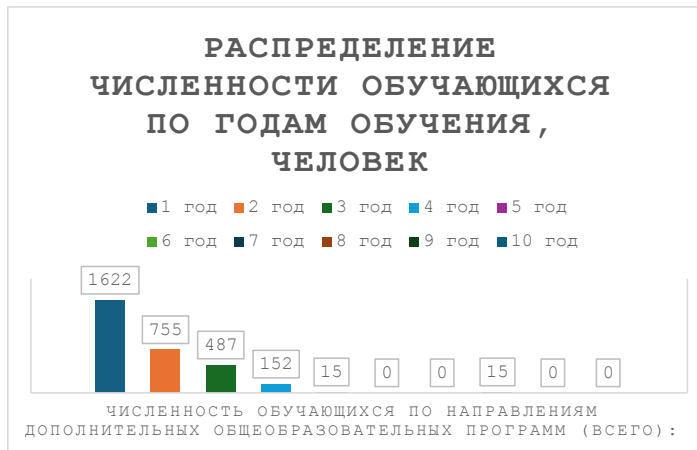 РАСПРЕДЕЛЕНИЕ
ЧИСЛЕННОСТИ ОБУЧАЮЩИХСЯ
ПО ГОДАМ ОБУЧЕНИЯ,
ЧЕЛОВЕК
1 год 2 год 3 год 4 год 5 год
6 год 7 год 8 год 9 год 10 год
1622
755
487
152
15 0 0 15 0 0
ЧИСЛЕННОСТЬ ОБУЧАЮЩИХСЯ ПО НАПРАВЛЕНИЯМ
ДОПОЛНИТЕЛЬНЫХ ОБЩЕОБРАЗОВАТЕЛЬНЫХ ПРОГРАММ (ВСЕГО):